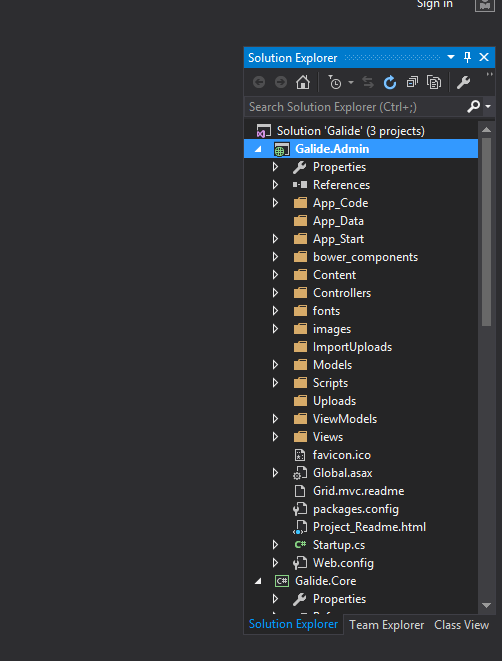 Sign in
Solution Explorer
Search Solution Explorer (Ctrl+;)
Solution 'Galide' (3 projects)
Galide.Admin
Properties
References
App_Code
App_Data
App_Start
bower_components
Content
Controllers
fonts
images
ImportUploads
Models
Scripts
Uploads
ViewModels
Views
favicon.ico
Global.asax
Grid.mvc.readme
packages.config
Project_Readme.html
C# Startup.cs
Web.config
C# Galide.Core
Properties
Solution Explorer Team Explorer Class View